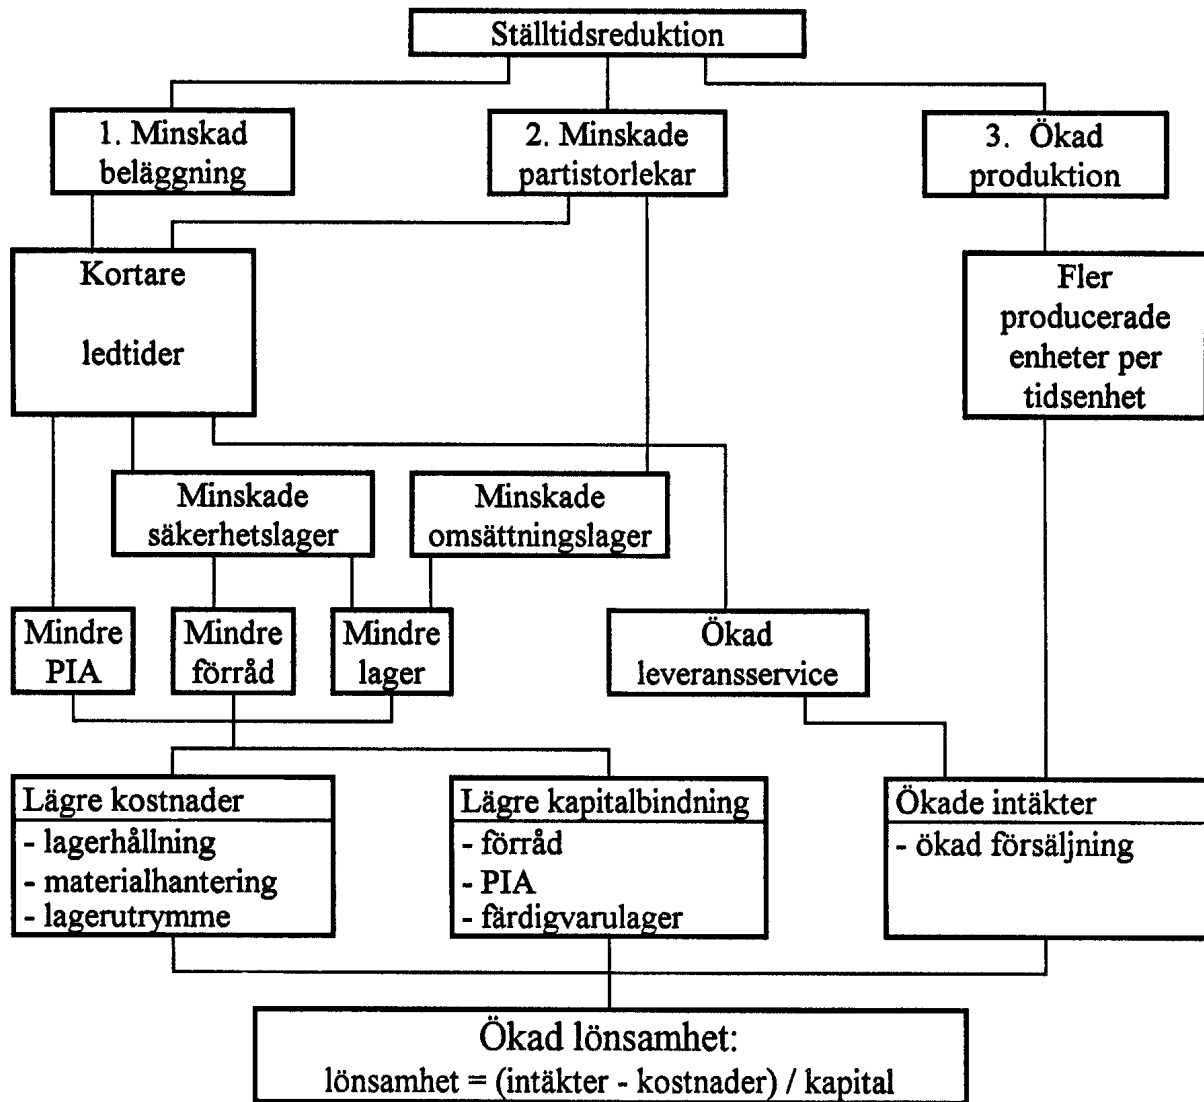 Ställtidsreduktion
1. Minskad
beläggning
2. Minskade
partistorlekar
3. Ökad
produktion
Kortare
ledtider
Fler
producerade
enheter per
tidsenhet
Minskade
säkerhetslager
Minskade
omsättningslager
Mindre
PIA
Mindre
förråd
Mindre
lager
Ökad
leveransservice
Lägre kostnader
- lagerhållning
- materialhantering
- lagerutrymme
Lägre kapitalbindning
- förråd
- PIA
- färdigvarulager
Ökade intäkter
- ökad försäljning
Ökad lönsamhet:
lönsamhet = (intäkter - kostnader) / kapital